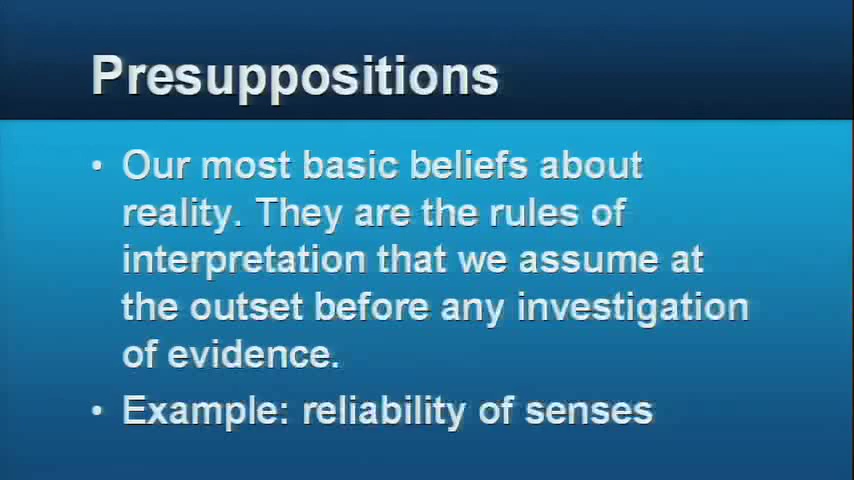 Presuppositions
• Our most basic beliefs about
reality. They are the rules of
interpretation that we assume at
the outset before any investigation
of evidence.
• Example: reliability of senses